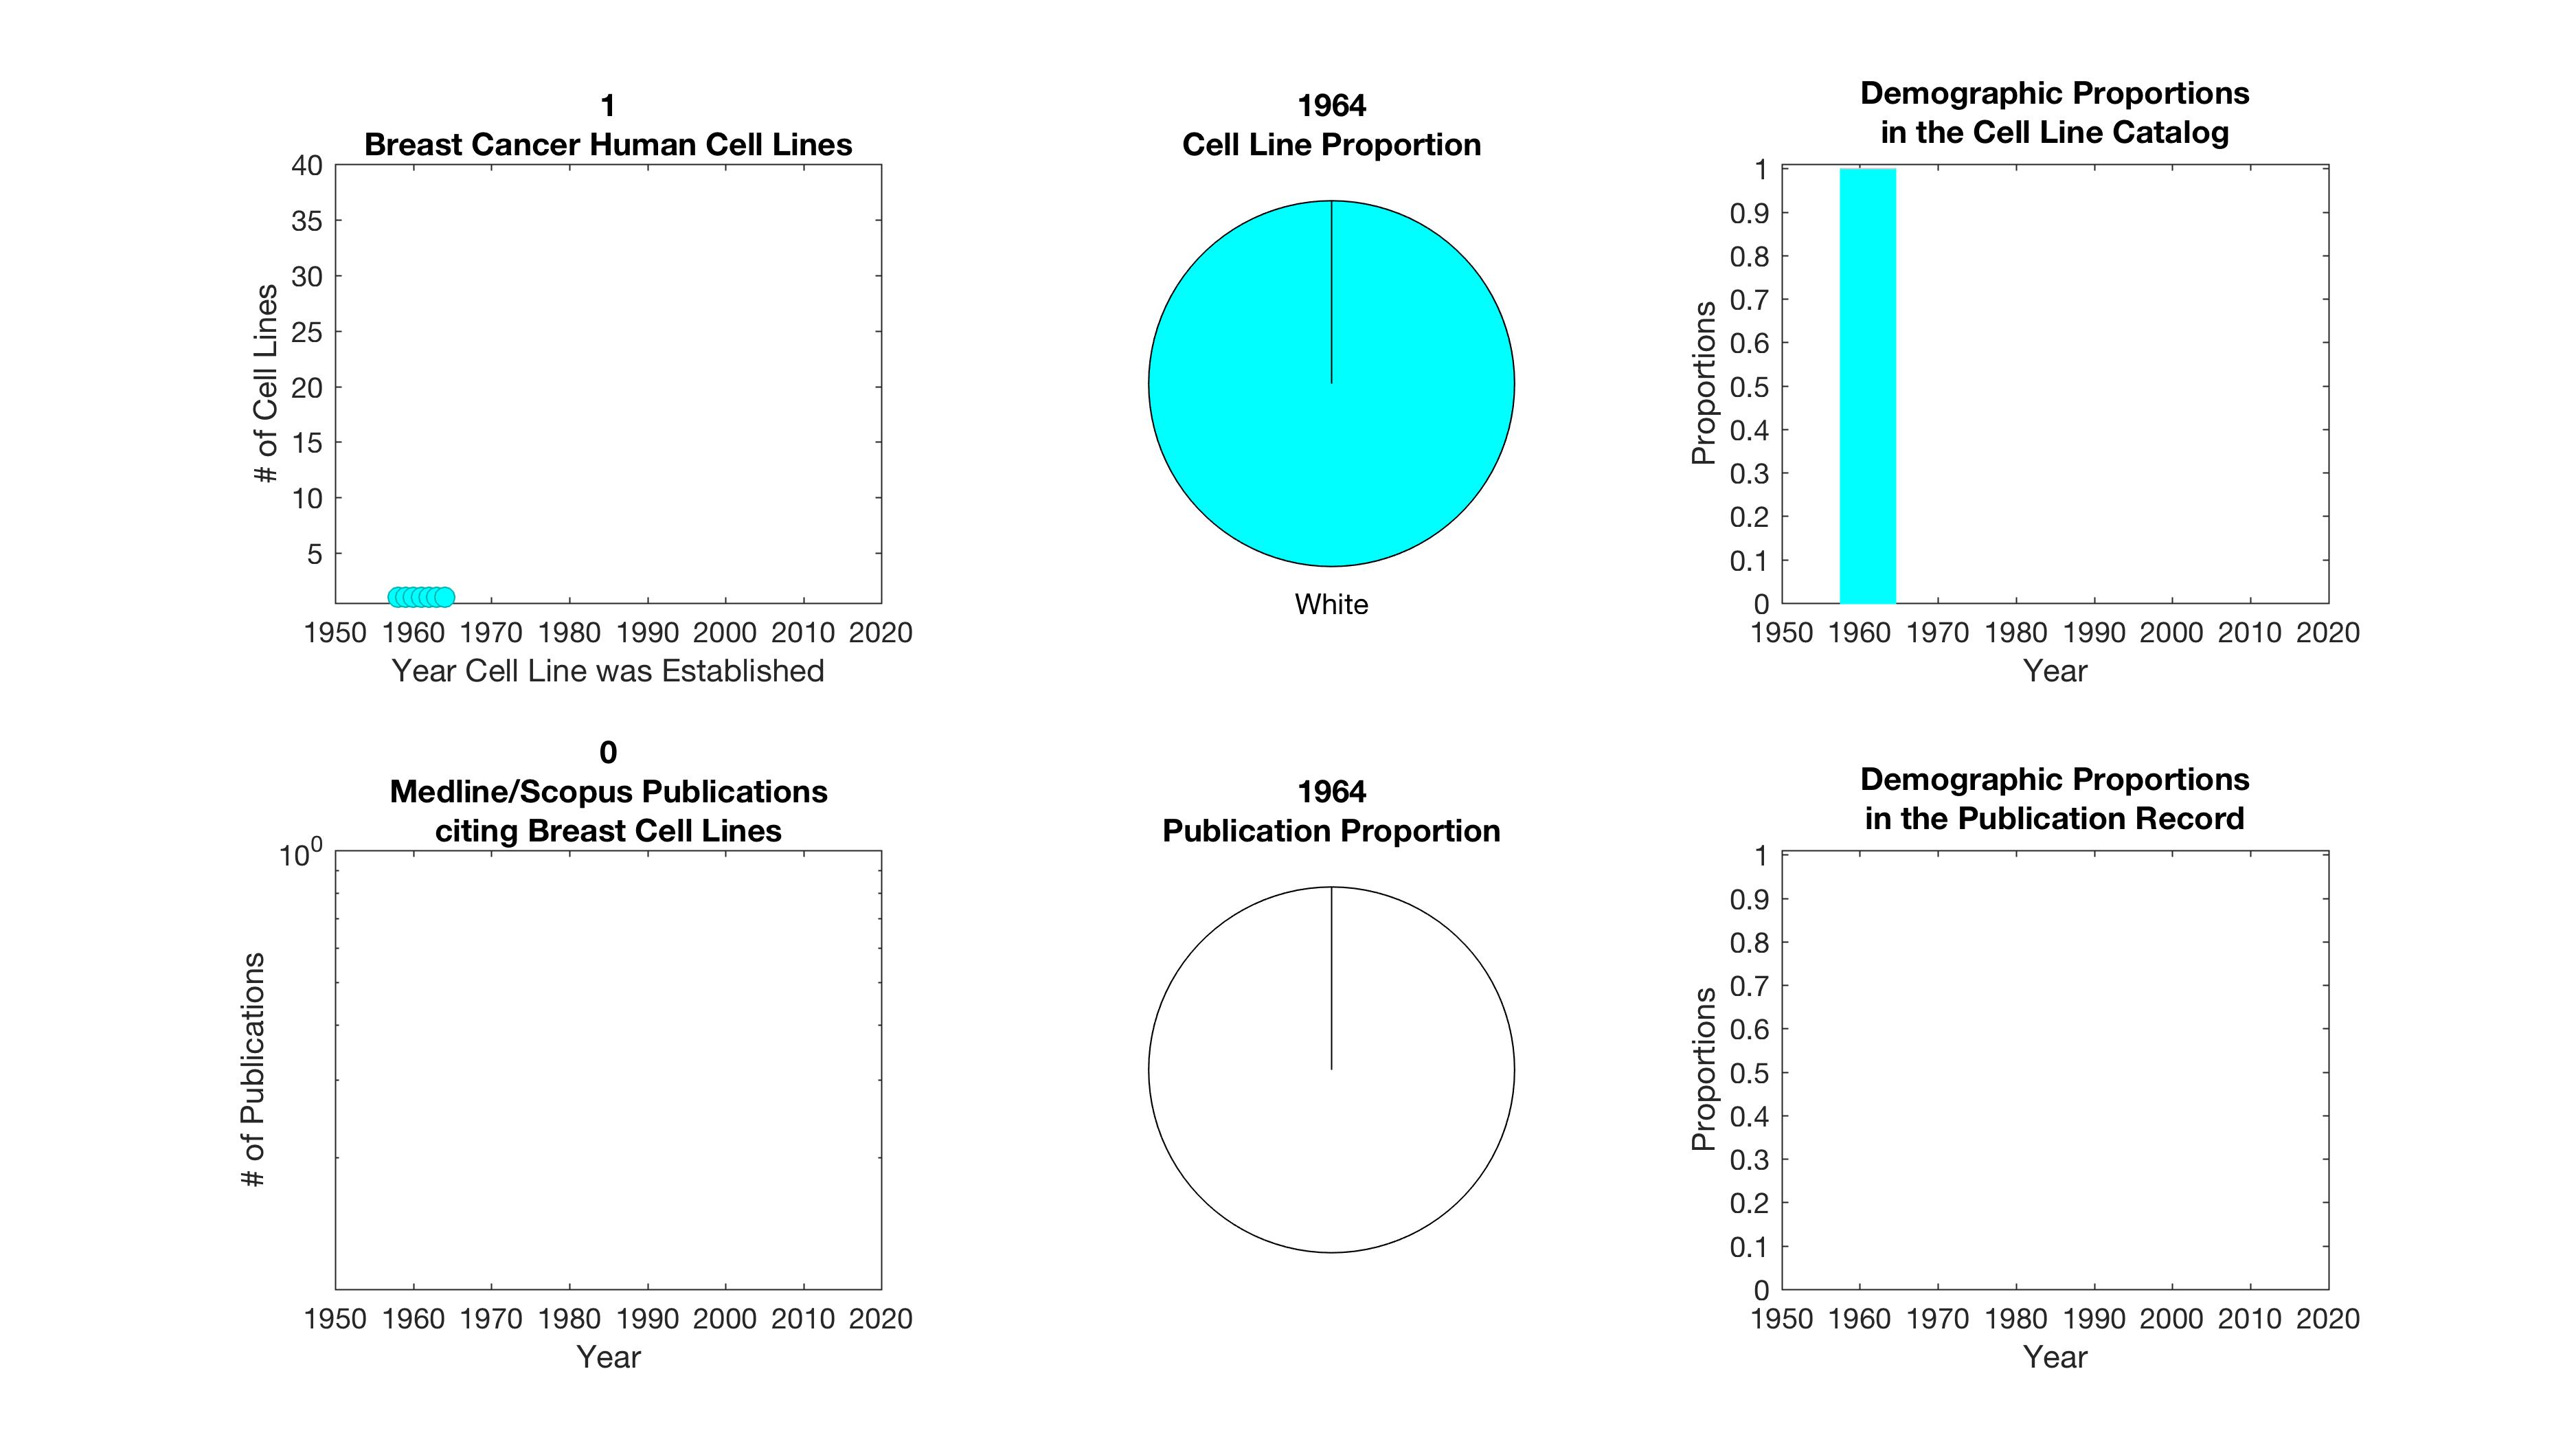 1
Breast Cancer Human Cell Lines
# of Cell Lines
40
35
30
25
20
15
10
5
1950 1960 1970 1980 1990 2000 2010 2020
Year Cell Line was Established
1964
Cell Line Proportion
White
Demographic Proportions
in the Cell Line Catalog
Proportions
1
0.9
0.8
0.7
0.6
0.5
0.4
0.3
0.2
0.1
0
1950 1960 1970 1980 1990 2000 2010 2020
Year
0
Medline/Scopus Publications
citing Breast Cell Lines
# of Publications
10⁰
1950 1960 1970 1980 1990 2000 2010 2020
Year
1964
Publication Proportion
Demographic Proportions
in the Publication Record
Proportions
1
0.9
0.8
0.7
0.6
0.5
0.4
0.3
0.2
0.1
0
1950 1960 1970 1980 1990 2000 2010 2020
Year